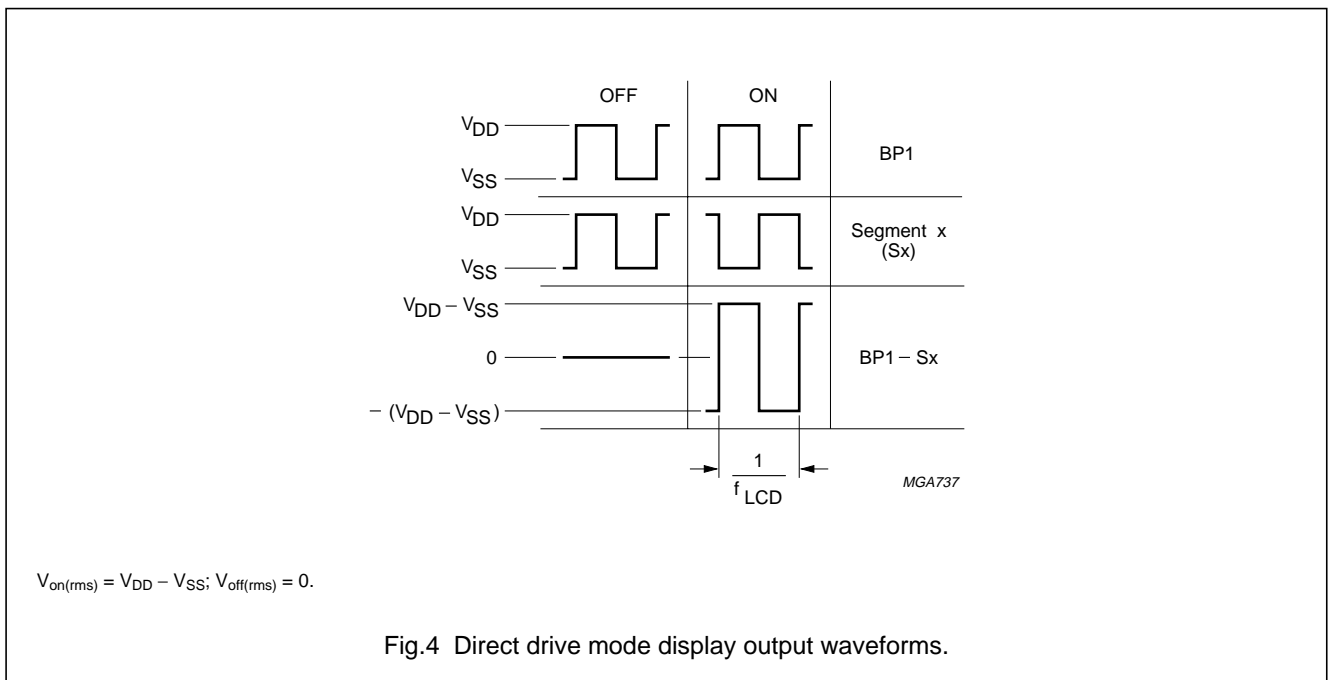 OFF ON
VDD
VSS
BP1
VDD
VSS
Segment x
(Sx)
VDD – VSS
0
– (VDD – VSS)
BP1 – Sx
1
f LCD
MGA737
Von(rms) = VDD – VSS; Voff(rms) = 0.
Fig.4 Direct drive mode display output waveforms.